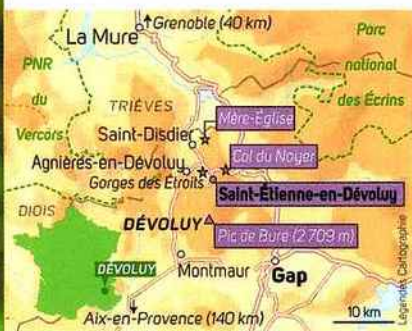 Grenoble (40 km)
La Mure
Parc
national
des Écrins
PNR
du
Vercors
TRIÈVES
Mère-Église
Saint-Disdier
Col du Noyer
Agnières-en-Dévoluy
Gorges des Étroits
Saint-Étienne-en-Dévoluy
DIOIS
DÉVOLUY
Pic de Bure (2 709 m)
DÉVOLUY
Montmaur
Gap
Aix-en-Provence (140 km)
10 km
Légendes Cartographie